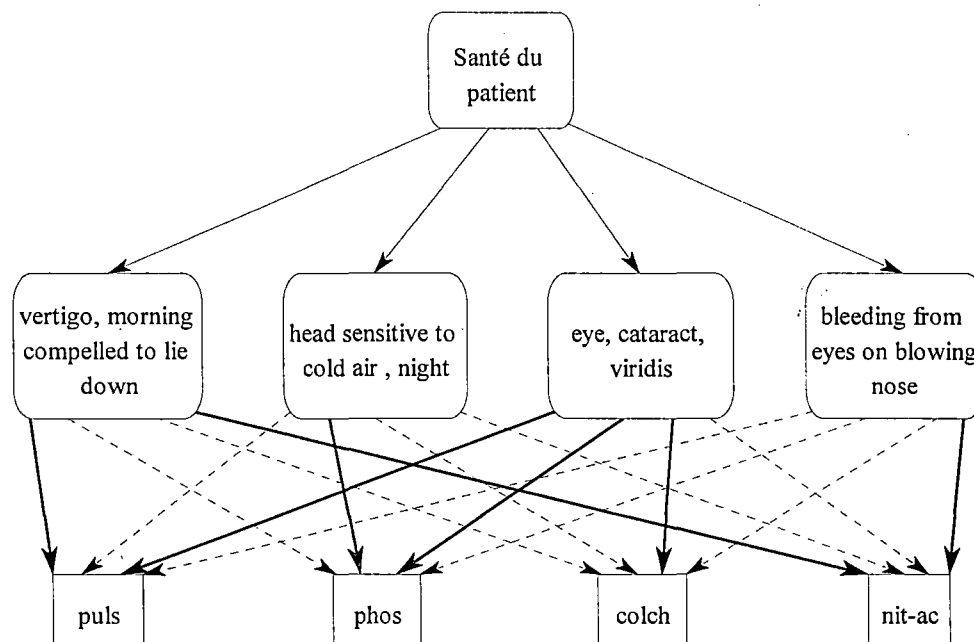 Santé du
patient
vertigo, morning
compelled to lie
down
head sensitive to
cold air , night
eye, cataract,
viridis
bleeding from
eyes on blowing
nose
puls
phos
colch
nit-ac